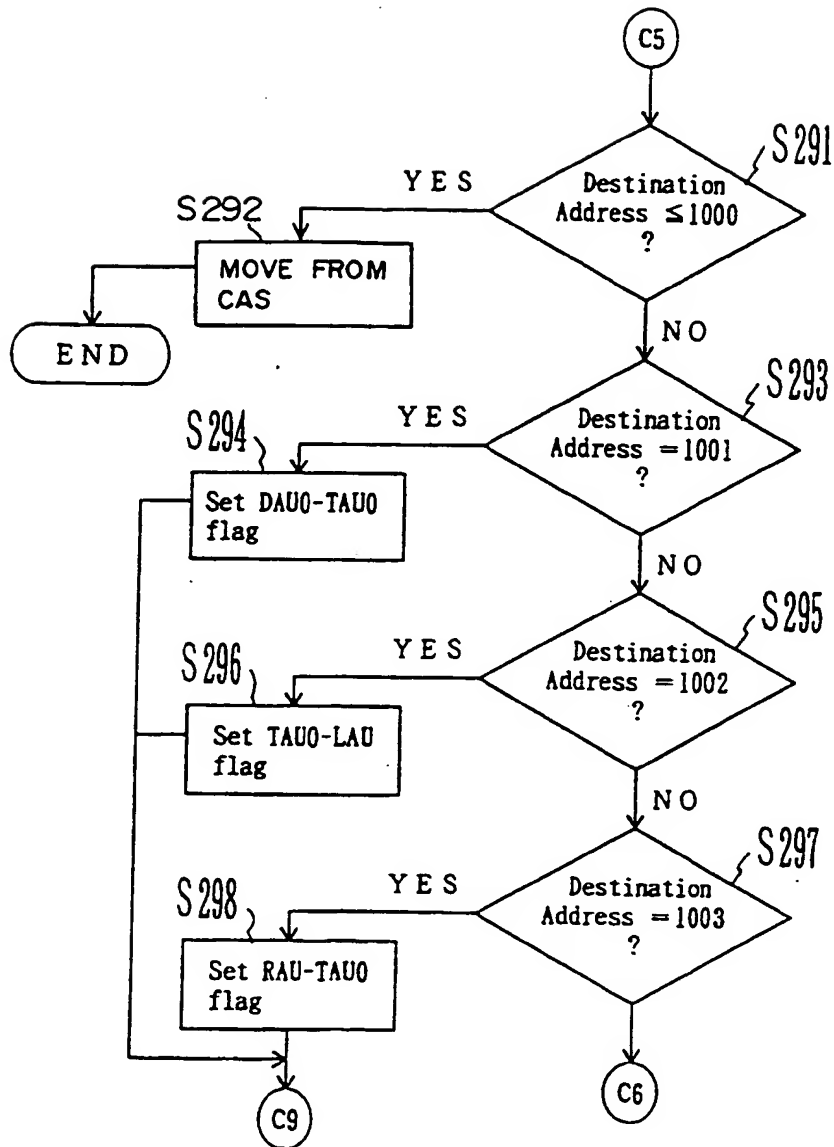 C5
S291
YES
Destination
Address ≤1000
?
S292
MOVE FROM
CAS
END
NO
S293
YES
Destination
Address =1001
?
S294
Set DAU0-TAU0
flag
NO
S295
YES
Destination
Address =1002
?
S296
Set TAU0-LAU
flag
NO
S297
YES
Destination
Address =1003
?
S298
Set RAU-TAU0
flag
C9
C6